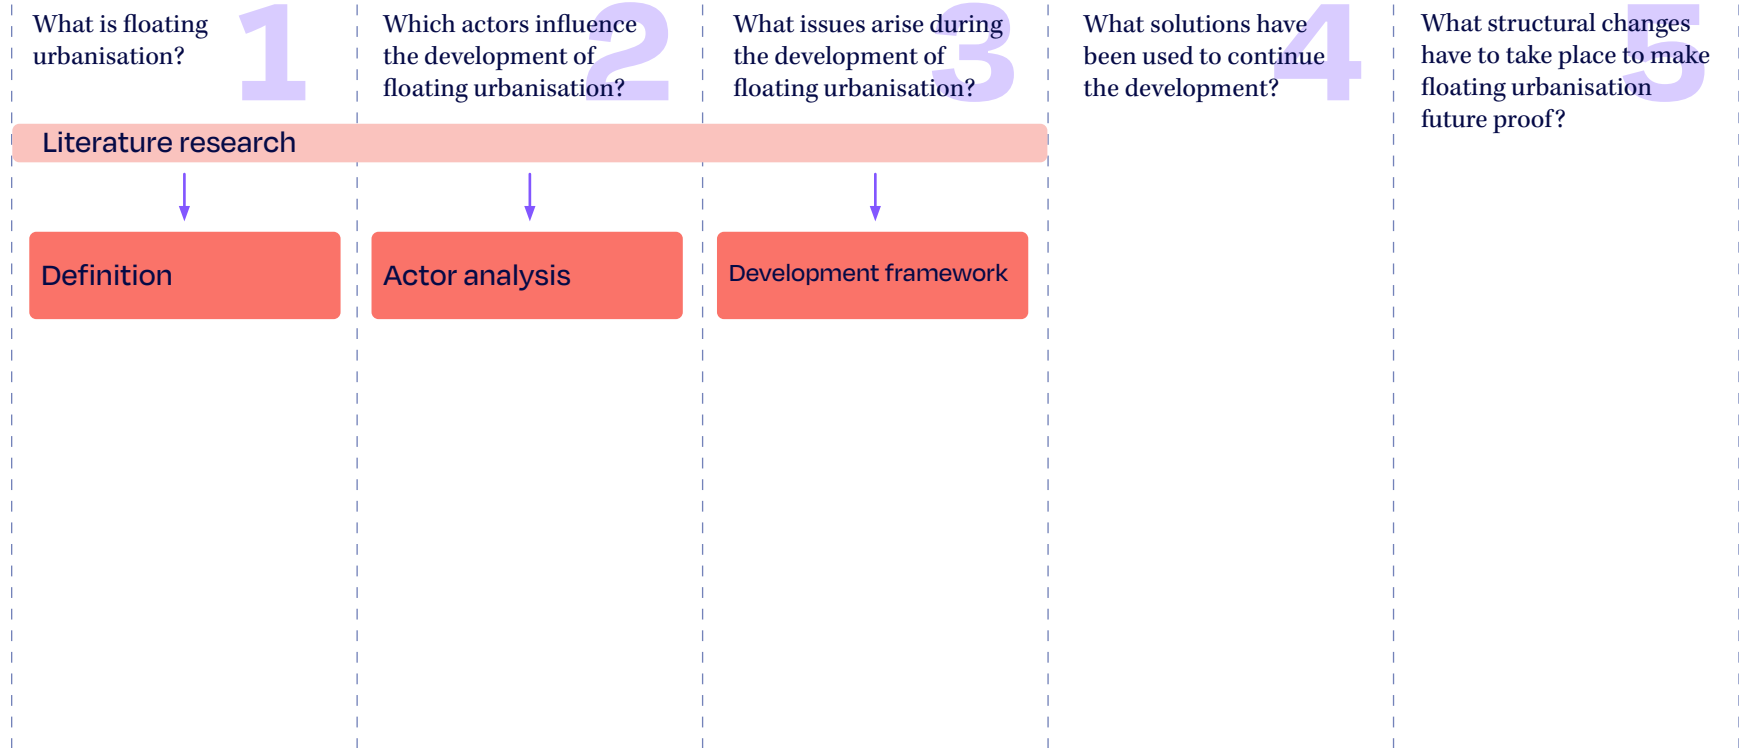 What is floating
urbanisation?
1
Which actors influence
the development of
floating urbanisation?
2
What issues arise during
the development of
floating urbanisation?
3
What solutions have
been used to continue
the development?
4
What structural changes
have to take place to make
floating urbanisation
future proof?
5
Literature research
Definition
Actor analysis
Development framework